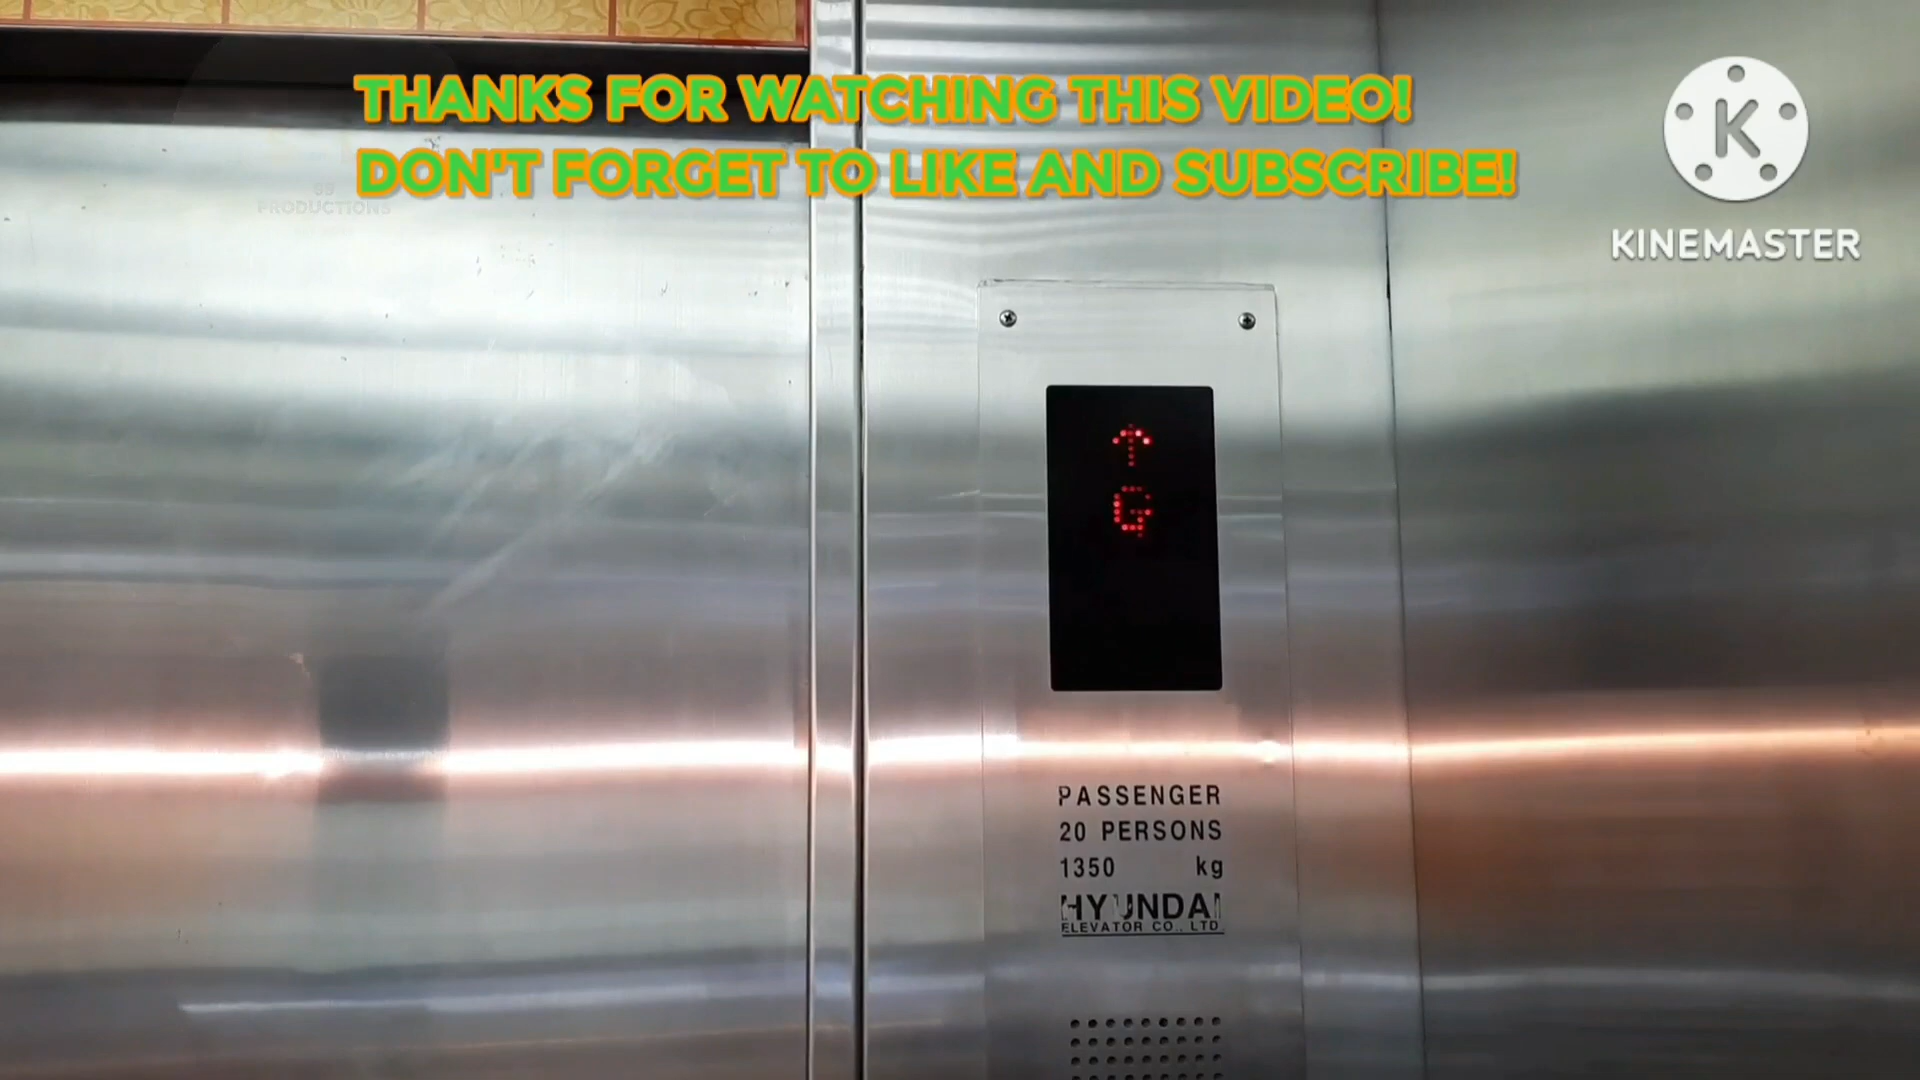 THANKS FOR WATCHING THIS VIDEO!
DON'T FORGET TO LIKE AND SUBSCRIBE!
K
KINEMASTER
PRODUCTIONS
G
PASSENGER
20 PERSONS
1350 kg
HYUNDAI
ELEVATOR CO., LTD.